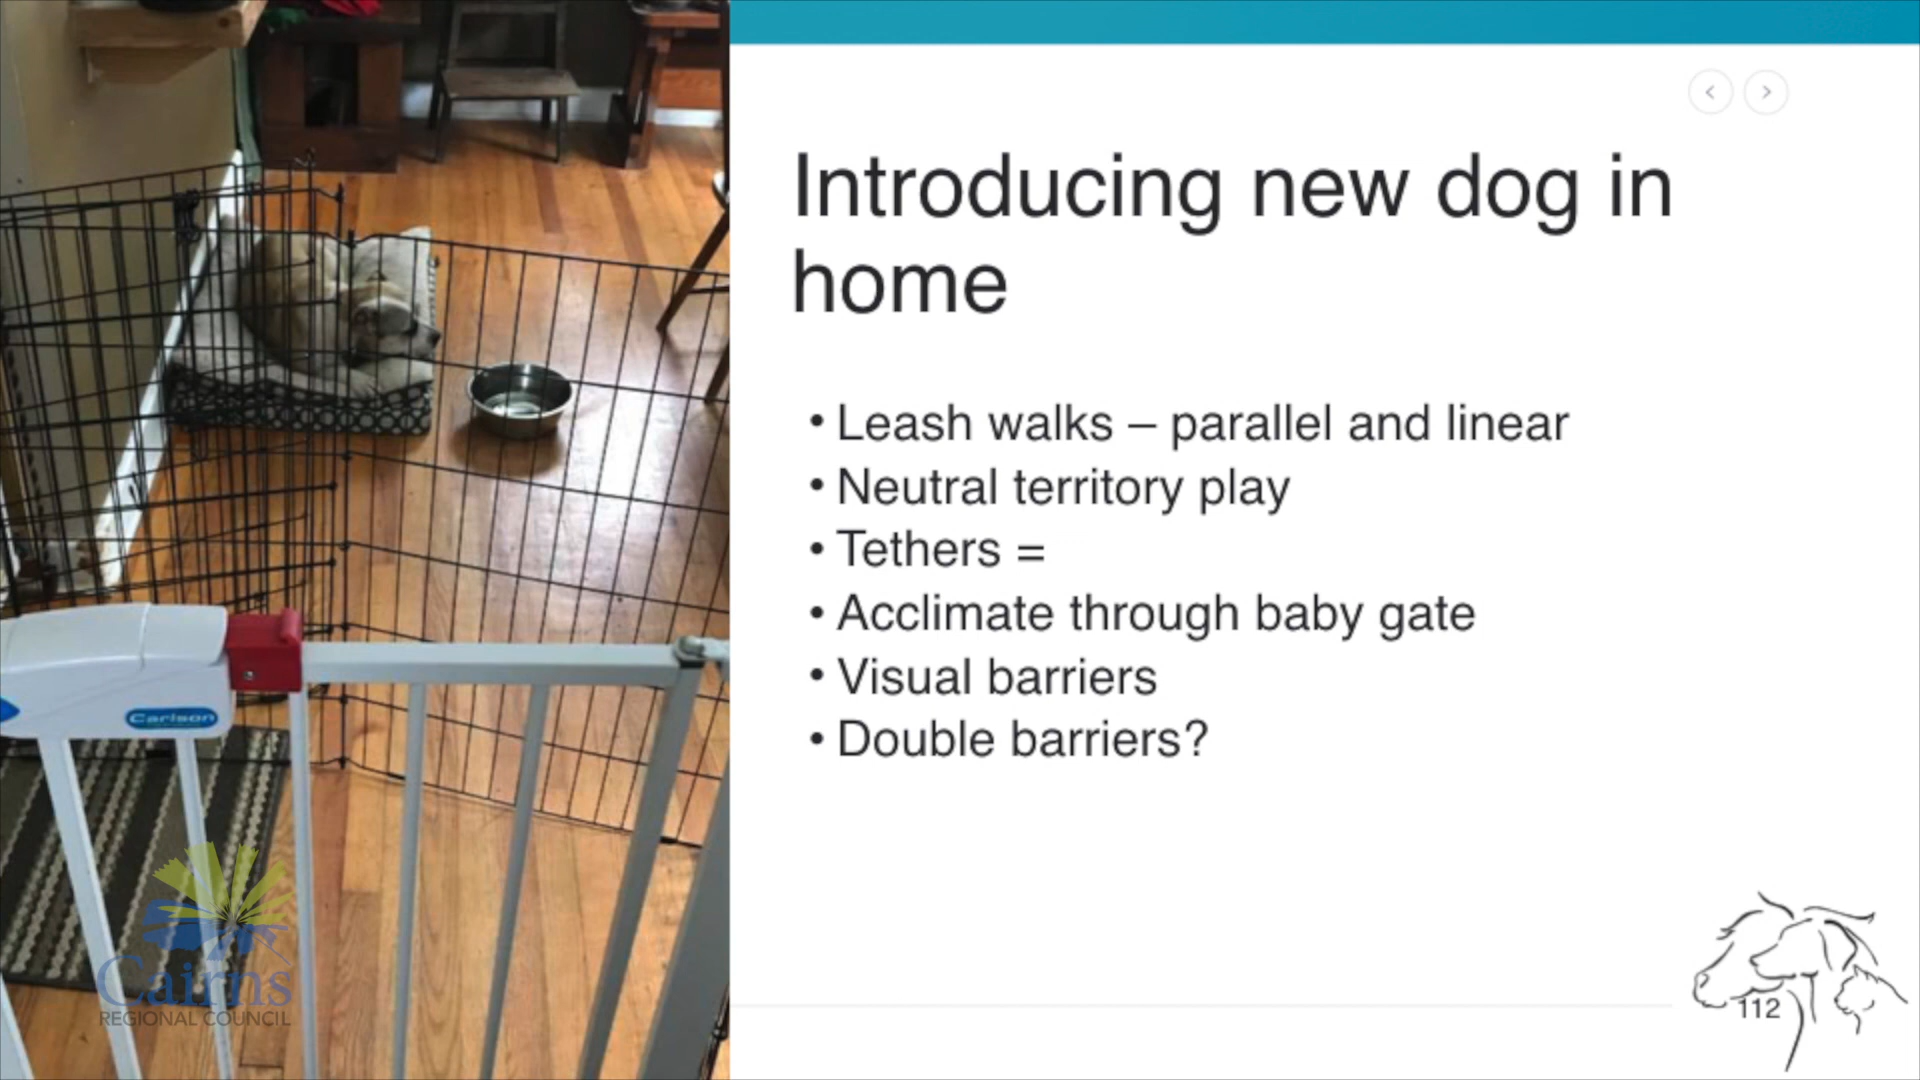 Introducing new dog in
home
• Leash walks – parallel and linear
• Neutral territory play
• Tethers =
• Acclimate through baby gate
• Visual barriers
• Double barriers?
Carlson
Cairns
REGIONAL COUNCIL
112